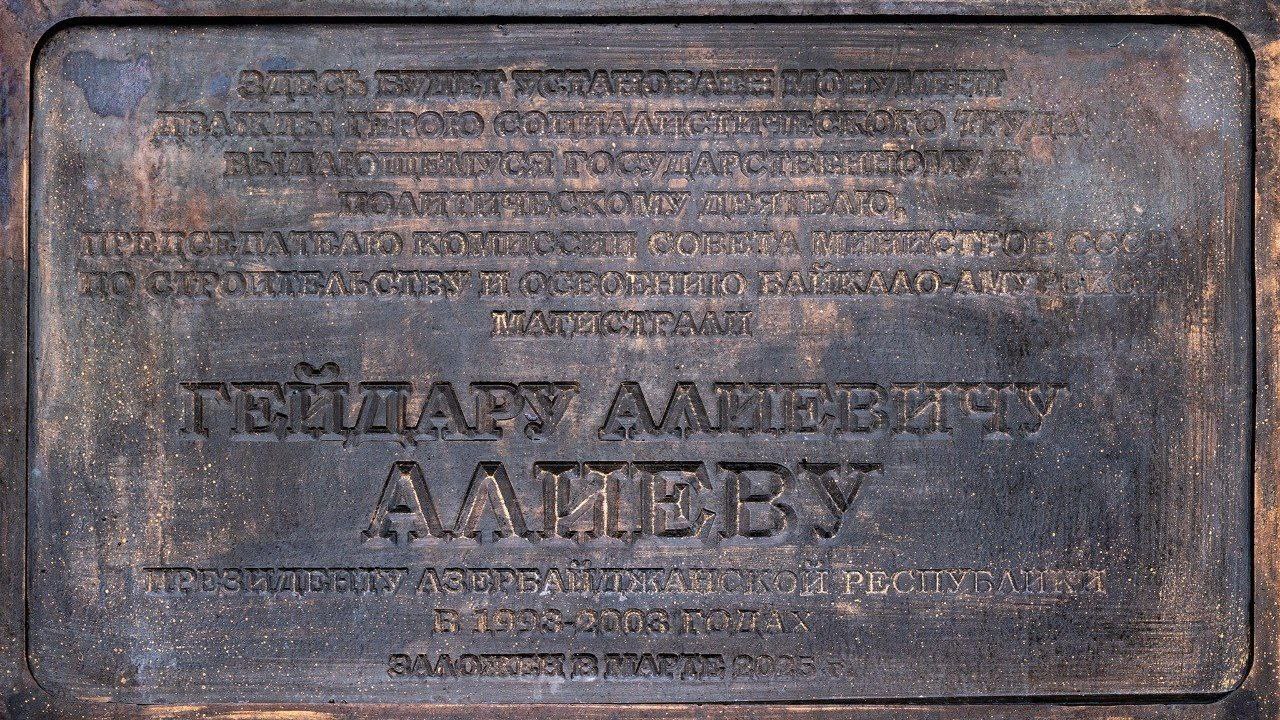 ЗДЕСЬ БУДЕТ УСТАНОВЛЕН МОНУМЕНТ
ДВАЖДЫ ГЕРОЮ СОЦИАЛИСТИЧЕСКОГО ТРУДА
ВЫДАЮЩЕМУСЯ ГОСУДАРСТВЕННОМУ И
ПОЛИТИЧЕСКОМУ ДЕЯТЕЛЮ,
ПРЕДСЕДАТЕЛЮ КОМИССИИ СОВЕТА МИНИСТРОВ СССР
ПО СТРОИТЕЛЬСТВУ И ОСВОЕНИЮ БАЙКАЛО-АМУРСКОЙ
МАГИСТРАЛИ
ГЕЙДАРУ АЛИЕВИЧУ
АЛИЕВУ
ПРЕЗИДЕНТУ АЗЕРБАЙДЖАНСКОЙ РЕСПУБЛИКИ
В 1993-2003 ГОДАХ
ЗАЛОЖЕН В МАРТЕ 2025 г.